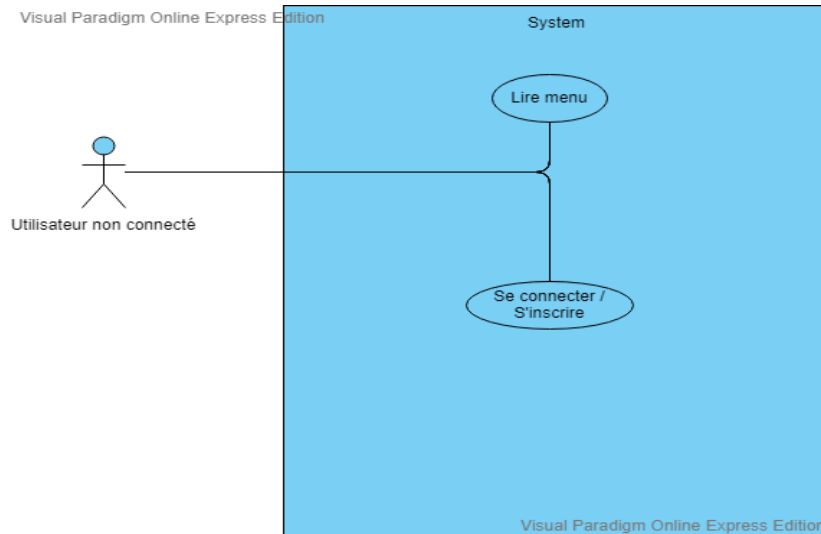 Visual Paradigm Online Express Edition
System
Lire menu
Utilisateur non connecté
Se connecter /
S'inscrire
Visual Paradigm Online Express Edition